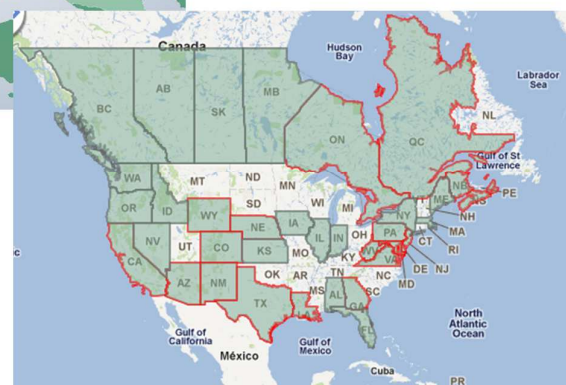 Canada
Hudson
Bay
Labrador
Sea
BC
AB
SK
MB
ON
QC
NL
Gulf of St
Lawrence
NB
PE
NS
WA
MT
ND
MN
OR
ID
WY
SD
WI
MI
NY
ME
NH
MA
CT
RI
NV
UT
CO
NE
IA
IL
IN
OH
PA
NJ
DE
MD
CA
AZ
NM
KS
MO
KY
WV
VA
OK
AR
TN
NC
TX
LA
MS
AL
GA
SC
FL
North
Atlantic
Ocean
Gulf of
California
México
Gulf of
Mexico
Cuba
PR